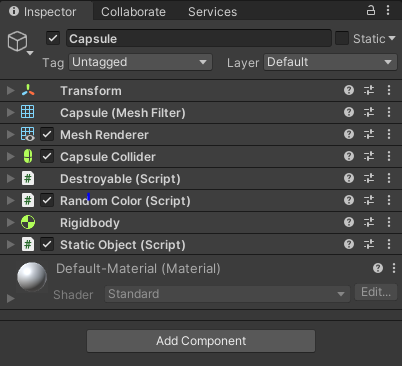 Inspector Collaborate Services
Capsule Static
Tag Untagged Layer Default
Transform
Capsule (Mesh Filter)
Mesh Renderer
Capsule Collider
# Destroyable (Script)
# Random Color (Script)
Rigidbody
# Static Object (Script)
Default-Material (Material)
Shader Standard Edit...
Add Component